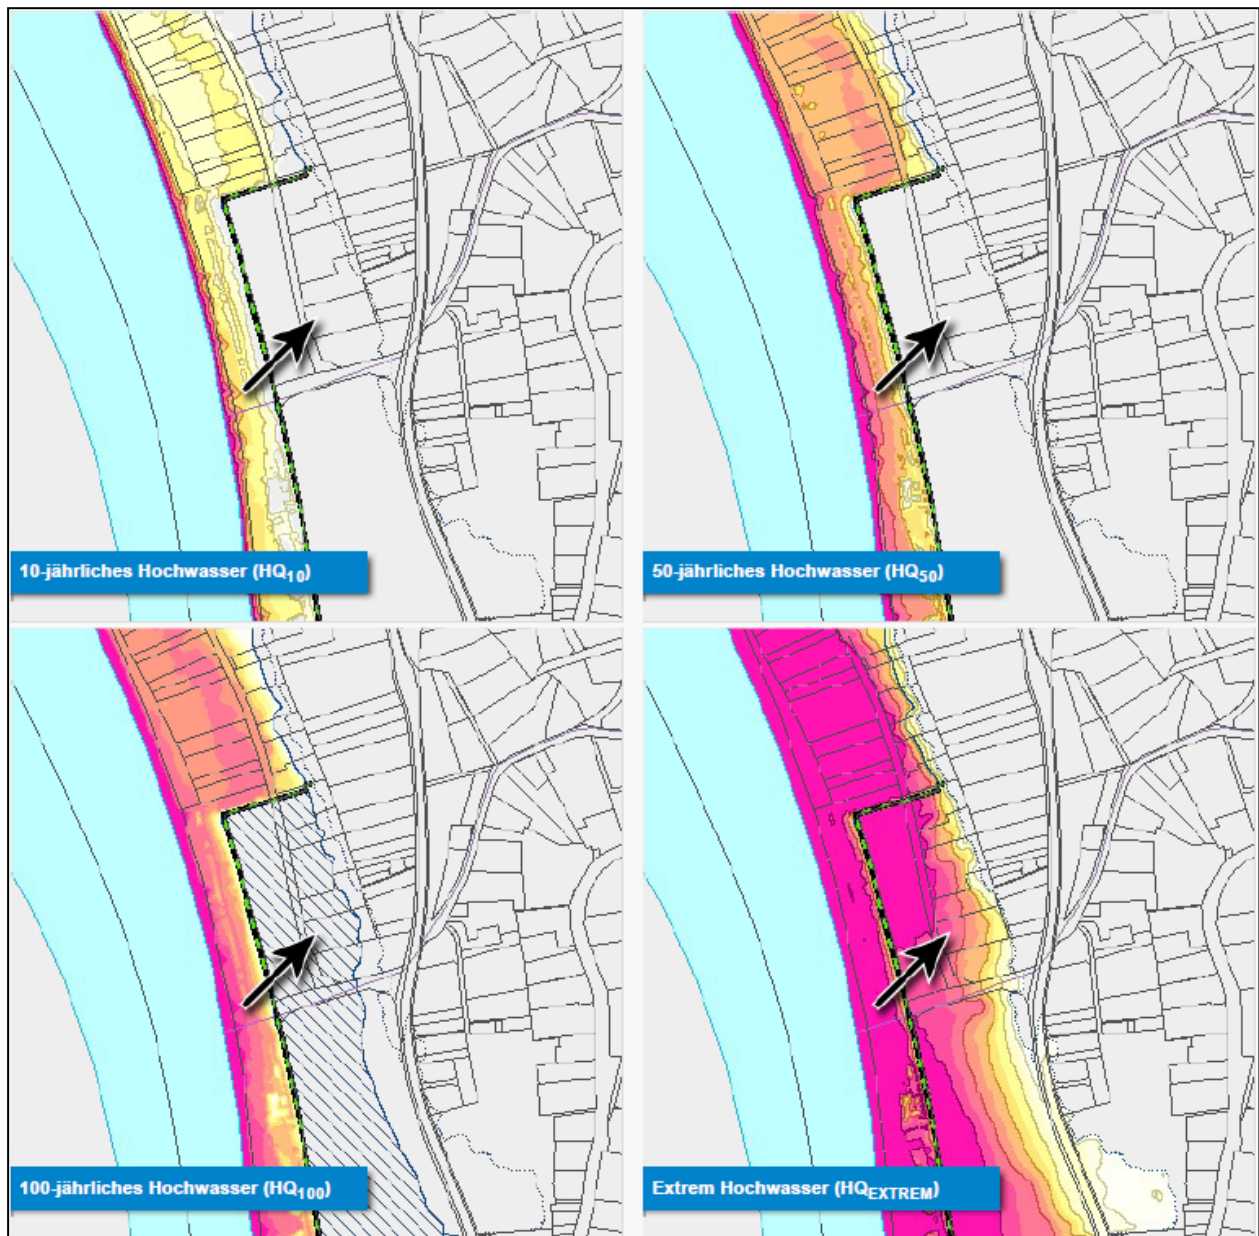 10-jährliches Hochwasser (HQ10)
50-jährliches Hochwasser (HQ50)
100-jährliches Hochwasser (HQ100)
Extrem Hochwasser (HQEXTREM)